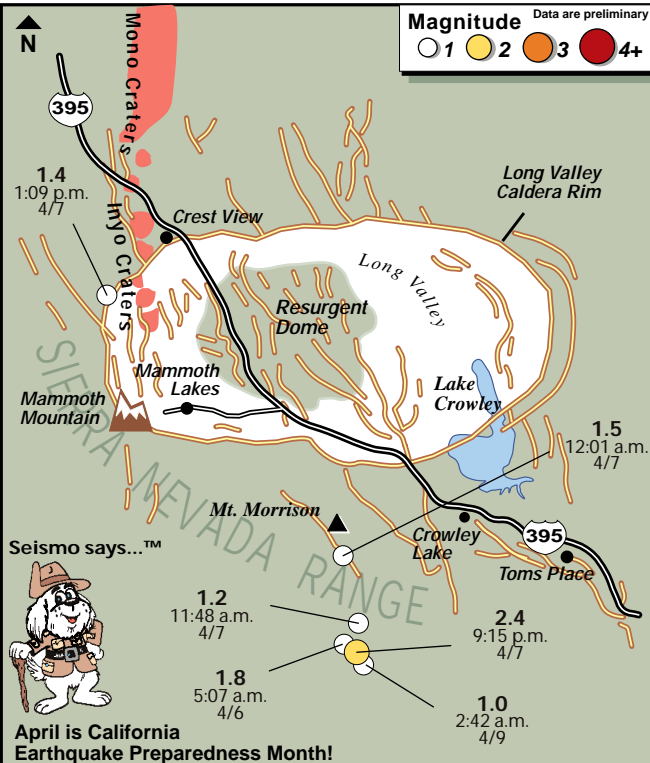 N
Magnitude
Data are preliminary
1 2 3 4+
Mono Craters
395
1.4
1:09 p.m.
4/7
Inyo Craters
Crest View
Long Valley
Caldera Rim
Long Valley
Resurgent
Dome
Mammoth
Lakes
Mammoth
Mountain
Lake
Crowley
SIERRA NEVADA RANGE
1.5
12:01 a.m.
4/7
Mt. Morrison
Crowley
Lake
395
Toms Place
Seismo says...™
1.2
11:48 a.m.
4/7
2.4
9:15 p.m.
4/7
1.8
5:07 a.m.
4/6
1.0
2:42 a.m.
4/9
April is California
Earthquake Preparedness Month!